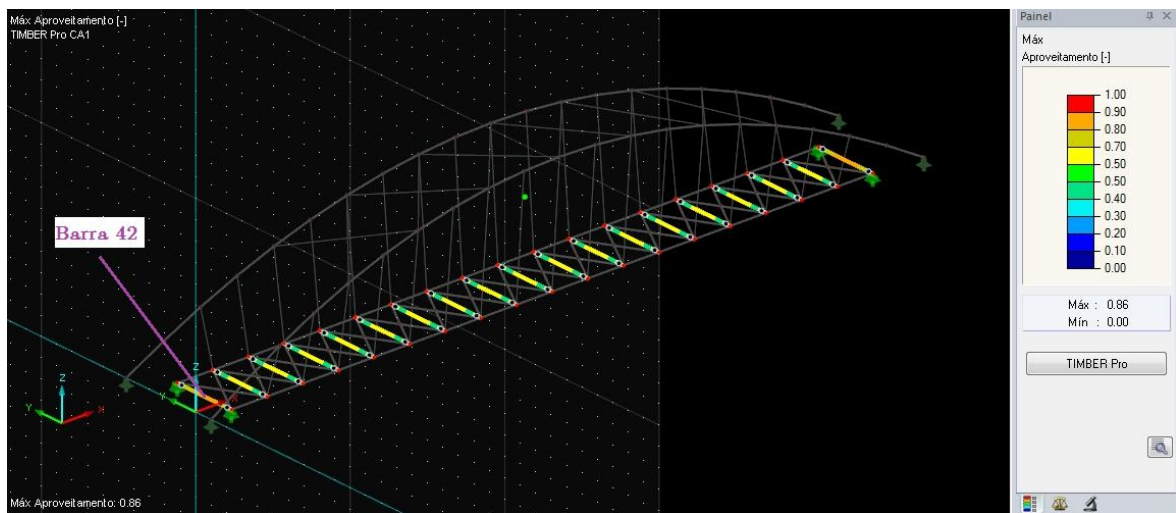 Máx Aproveitamento [-]
TIMBER Pro CA1
Barra 42
Z
Y
X
Z
Y
X
Máx Aproveitamento: 0.86
Painel
Máx
Aproveitamento [-]
1.00
0.90
0.80
0.70
0.50
0.50
0.40
0.30
0.20
0.10
0.00
Máx : 0.86
Mín : 0.00
TIMBER Pro